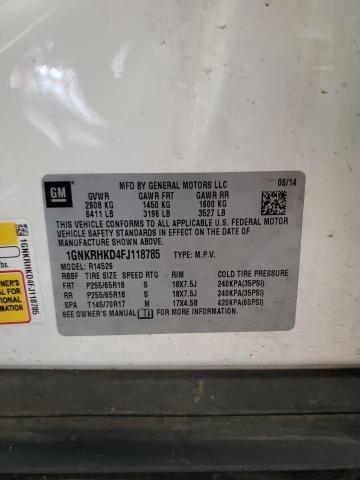 GM
MFD BY GENERAL MOTORS LLC 06/14
GVWR GAWR FRT GAWR RR
2908 KG 1450 KG 1600 KG
6411 LB 3196 LB 3527 LB
THIS VEHICLE CONFORMS TO ALL APPLICABLE U.S. FEDERAL MOTOR
VEHICLE SAFETY STANDARDS IN EFFECT ON THE DATE OF
MANUFACTURE SHOWN ABOVE.
1GNKRHKD4FJ118785 TYPE: M.P.V.
MODEL: R14526
RBBF TIRE SIZE SPEED RTG RIM COLD TIRE PRESSURE
FRT P255/65R18 S 18X7.5J 240KPA(35PSI)
RR P255/65R18 S 18X7.5J 240KPA(35PSI)
SPA T145/70R17 M 17X4.5B 420KPA(60PSI)
SEE OWNER'S MANUAL FOR ADDITIONAL INFORMATION.
1GNKRHKD4FJ118785